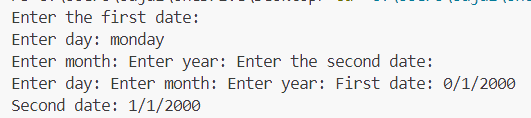 Enter the first date:
Enter day: monday
Enter month: Enter year: Enter the second date:
Enter day: Enter month: Enter year: First date: 0/1/2000
Second date: 1/1/2000